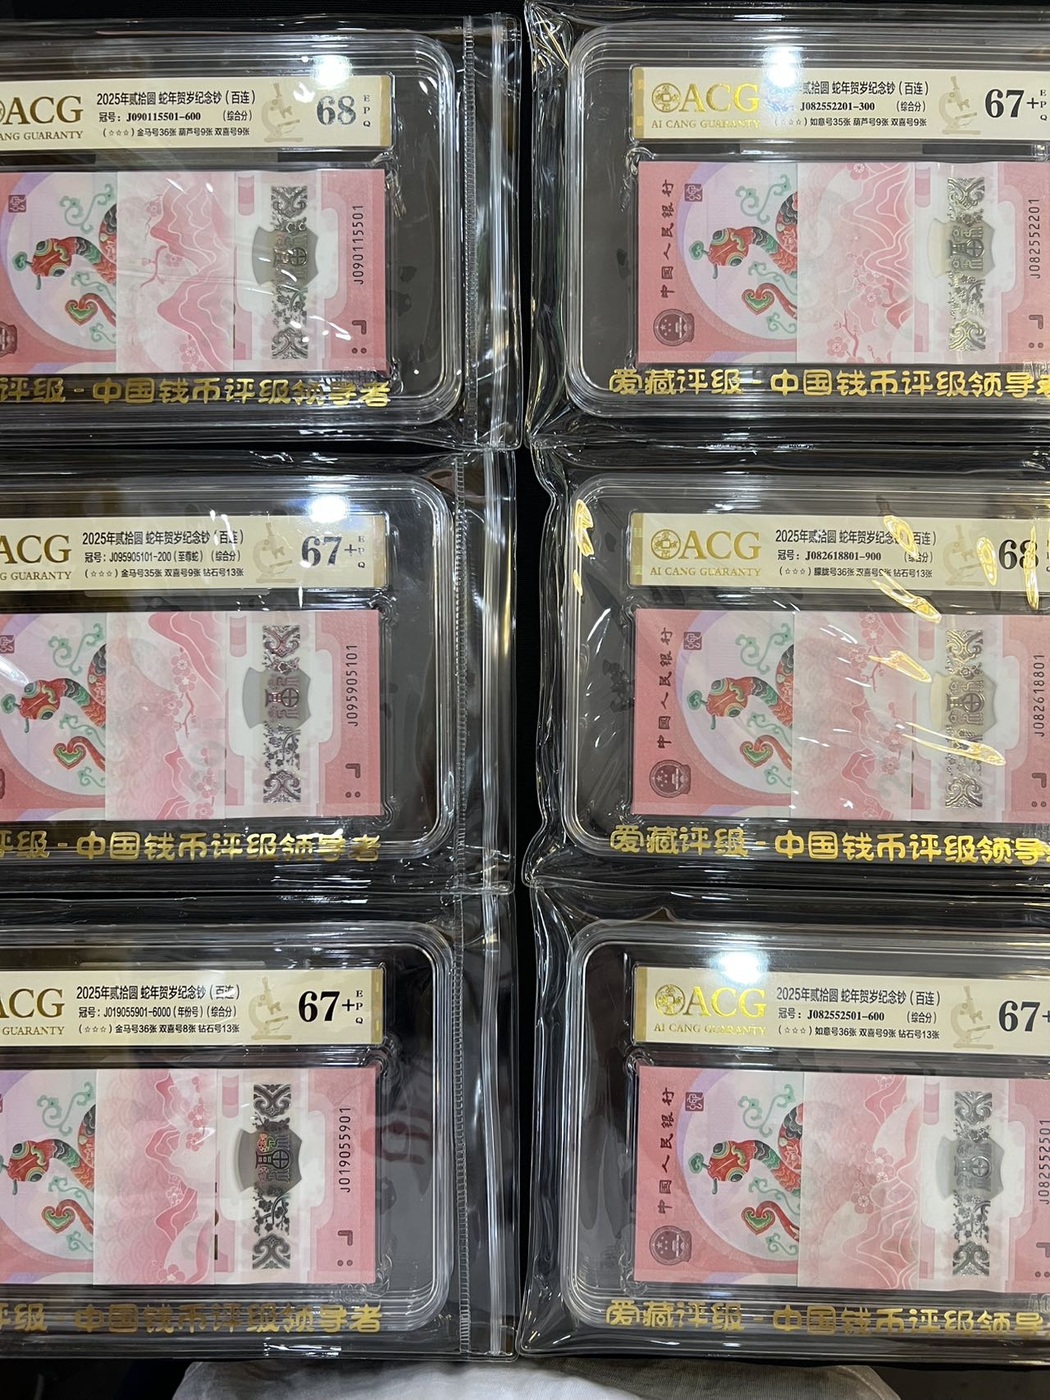 ACG
GUARANTY
2025年贰拾圆 蛇年贺岁纪念钞(百连)
冠号: J090115501-600 (综合分)
(☆☆☆) 金马号36张 葫芦号9张 双喜号9张
68
EPQ
J090115501
评级-中国钱币评级领导者
ACG
AI CANG GUARANTY
2025年贰拾圆 蛇年贺岁纪念钞(百连)
J082552201-300 (综合分)
(☆☆☆) 如意号35张 葫芦号9张 双喜号9张
67+
EPQ
中国人民银行
J082552201
爱藏评级-中国钱币评级领导者
ACG
NG GUARANTY
2025年贰拾圆 蛇年贺岁纪念钞(百连)
冠号: J095905101-200 (至尊蛇) (综合分)
(☆☆☆) 金马号35张 双喜号9张 钻石号13张
67+
EPQ
J095905101
评级-中国钱币评级领导者
ACG
AI CANG GUARANTY
2025年贰拾圆 蛇年贺岁纪念钞(百连)
冠号: J082618801-900
(☆☆☆) 朦胧号36张
68
中国人民银行
J082618801
爱藏评级-中国钱币评级领导
ACG
GUARANTY
2025年贰拾圆 蛇年贺岁纪念钞(百连)
冠号: J019055901-6000 (年份号) (综合分)
(☆☆☆) 金马号36张 双喜号8张 钻石号13张
67+
EPQ
J019055901
评级-中国钱币评级领导者
ACG
AI CANG GUARANTY
2025年贰拾圆 蛇年贺岁纪念钞(百连)
冠号: J082552501-600 (综合分)
(☆☆☆) 如意号36张 双喜号9张 钻石号13张
67+
中国人民银行
J082552501
爱藏评级-中国钱币评级领导